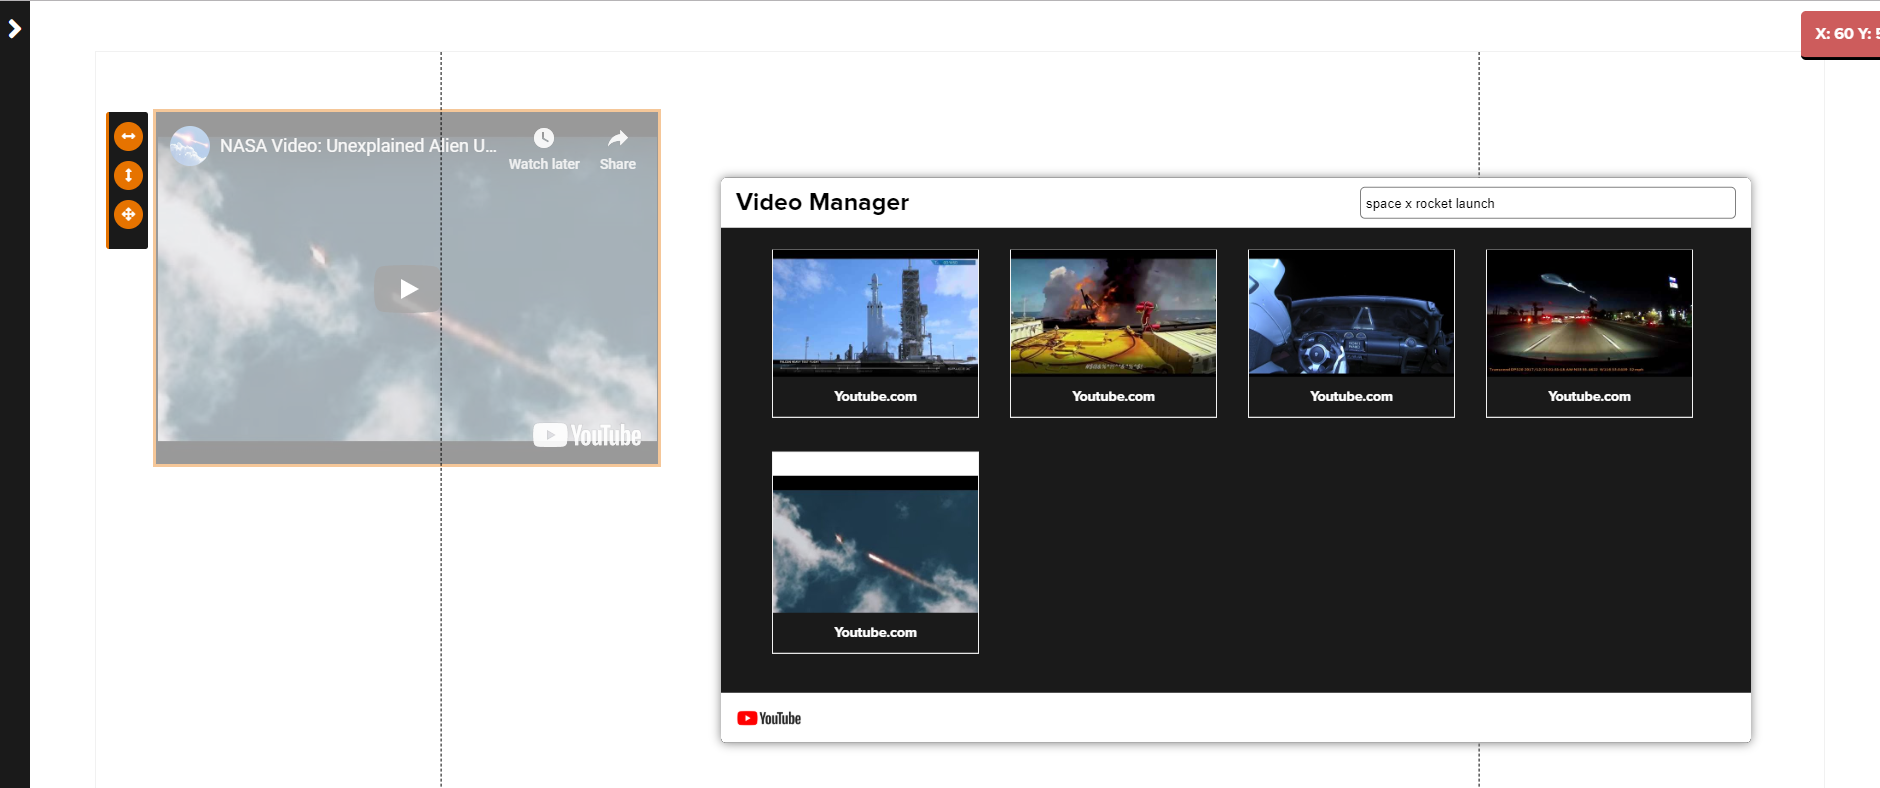 X: 60 Y: 5
NASA Video: Unexplained Alien U...
Watch later
Share
YouTube
Video Manager
space x rocket launch
Youtube.com
Youtube.com
Youtube.com
Youtube.com
Youtube.com
YouTube